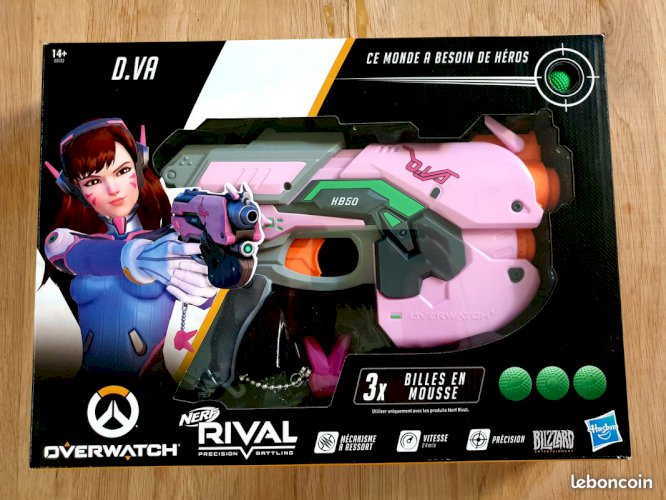 14+
D.VA
CE MONDE A BESOIN DE HÉROS
D.VA
HB50
OVERWATCH
3x BILLES EN MOUSSE
Utiliser uniquement avec les produits Nerf Rival.
OVERWATCH
NERF
RIVAL
PRECISION BATTLING
MÉCANISME À RESSORT
VITESSE
PRÉCISION
BLIZZARD
ENTERTAINMENT
Hasbro
leboncoin